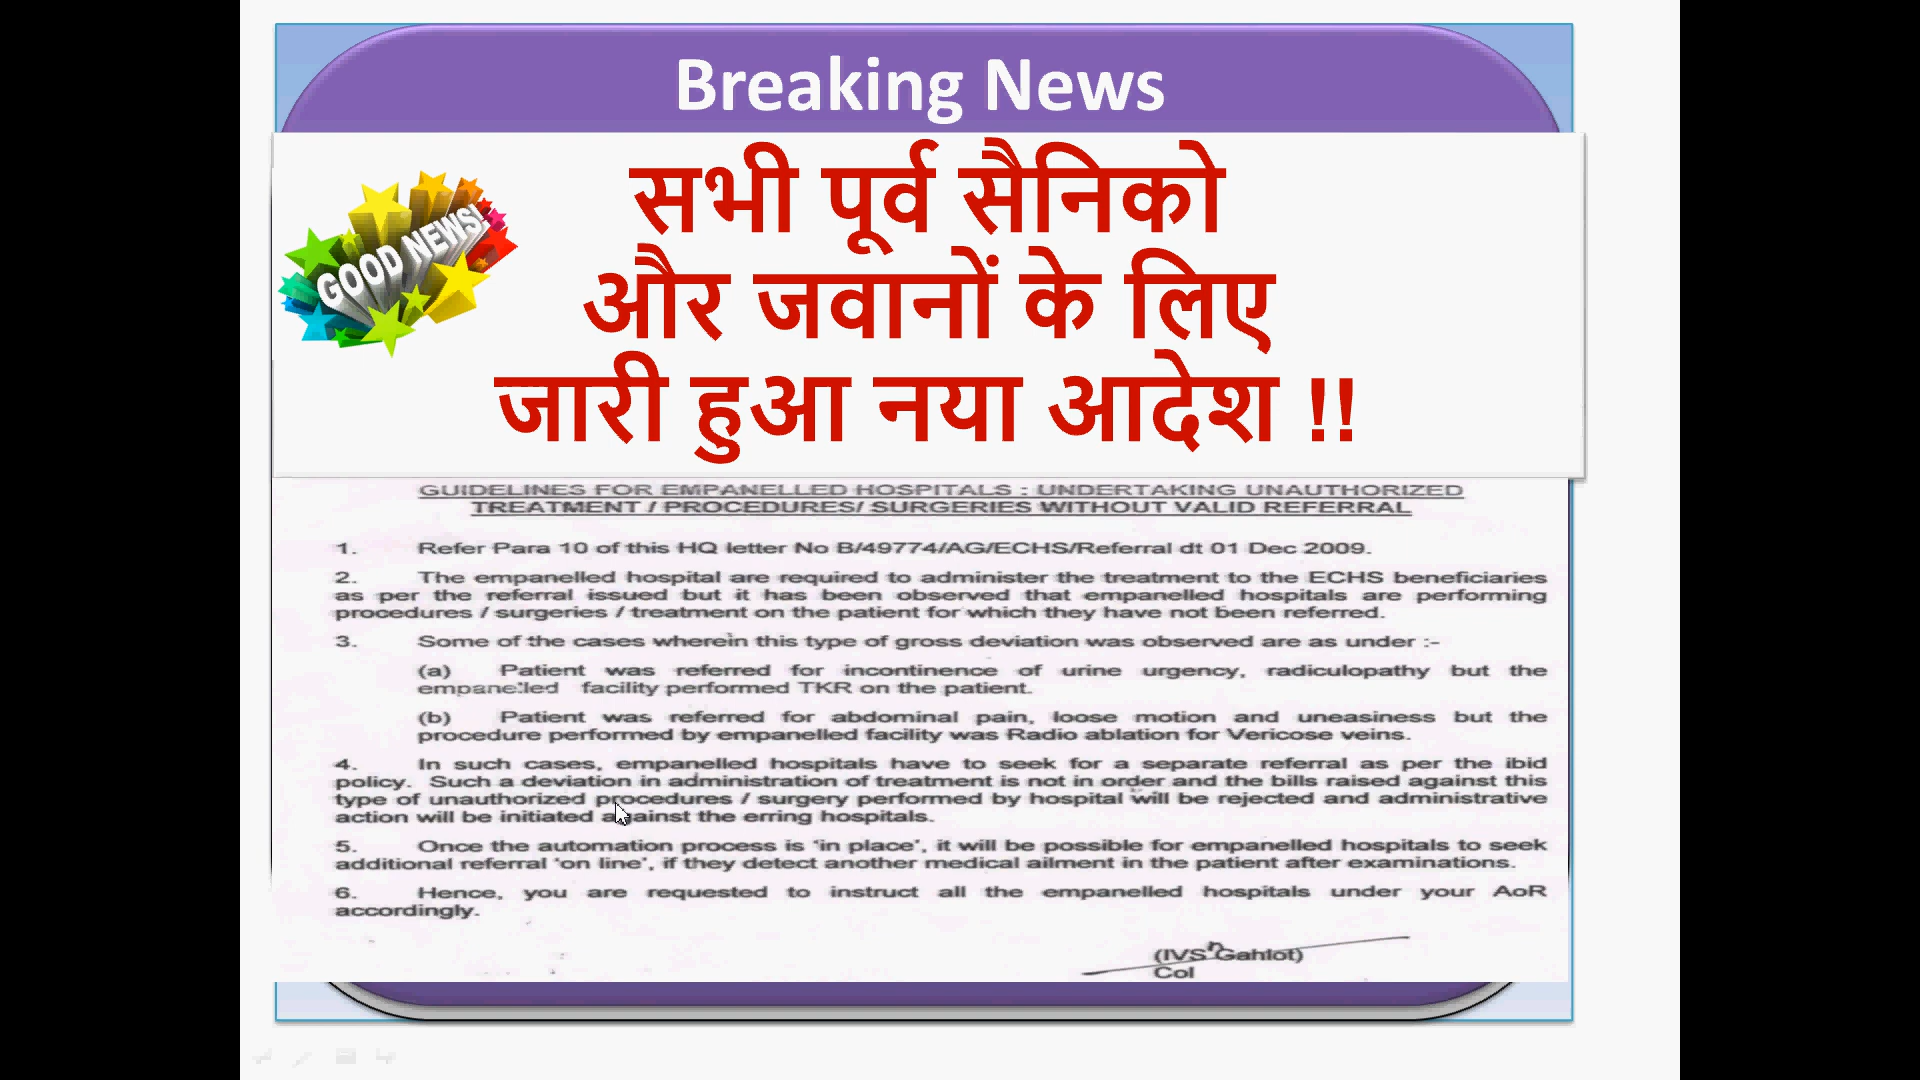 Breaking News
GOOD NEWS!
सभी पूर्व सैनिको
और जवानों के लिए
जारी हुआ नया आदेश !!
GUIDELINES FOR EMPANELLED HOSPITALS : UNDERTAKING UNAUTHORIZED
TREATMENT / PROCEDURES/ SURGERIES WITHOUT VALID REFERRAL
1. Refer Para 10 of this HQ letter No B/49774/AG/ECHS/Referral dt 01 Dec 2009.
2. The empanelled hospital are required to administer the treatment to the ECHS beneficiaries
as per the referral issued but it has been observed that empanelled hospitals are performing
procedures / surgeries / treatment on the patient for which they have not been referred.
3. Some of the cases wherein this type of gross deviation was observed are as under :-
(a) Patient was referred for incontinence of urine urgency, radiculopathy but the
empanelled facility performed TKR on the patient.
(b) Patient was referred for abdominal pain, loose motion and uneasiness but the
procedure performed by empanelled facility was Radio ablation for Vericose veins.
4. In such cases, empanelled hospitals have to seek for a separate referral as per the ibid
policy. Such a deviation in administration of treatment is not in order and the bills raised against this
type of unauthorized procedures / surgery performed by hospital will be rejected and administrative
action will be initiated against the erring hospitals.
5. Once the automation process is 'in place', it will be possible for empanelled hospitals to seek
additional referral 'on line', if they detect another medical ailment in the patient after examinations.
6. Hence, you are requested to instruct all the empanelled hospitals under your AoR
accordingly.
(IVS Gahlot)
Col